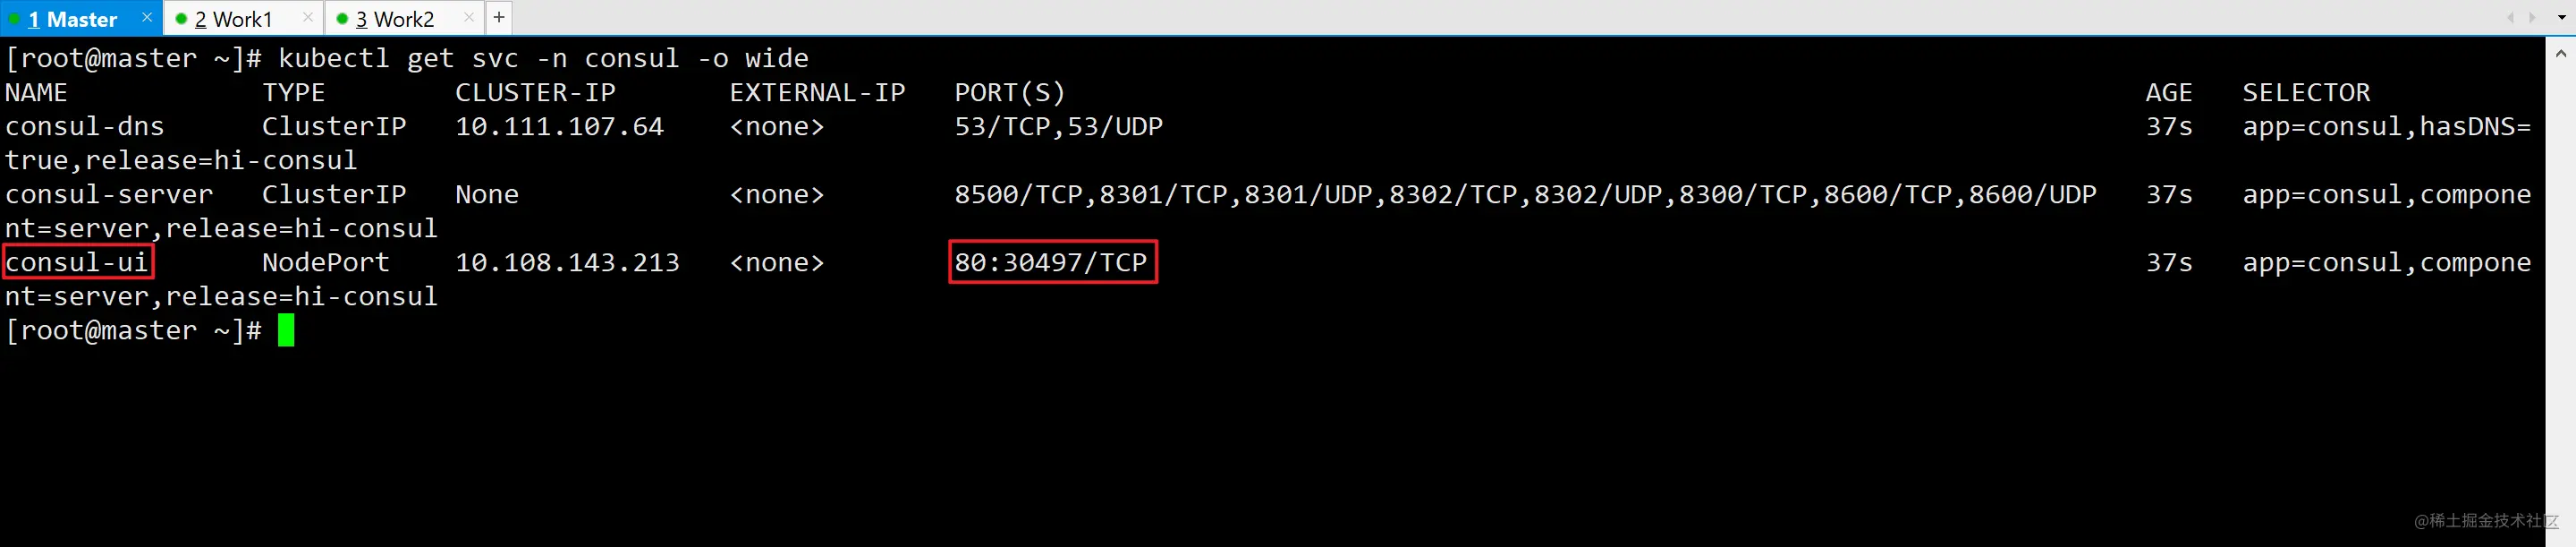 1 Master × 2 Work1 × 3 Work2 × +
[root@master ~]# kubectl get svc -n consul -o wide
NAME TYPE CLUSTER-IP EXTERNAL-IP PORT(S) AGE SELECTOR
consul-dns ClusterIP 10.111.107.64 <none> 53/TCP,53/UDP 37s app=consul,hasDNS=
true,release=hi-consul
consul-server ClusterIP None <none> 8500/TCP,8301/TCP,8301/UDP,8302/TCP,8302/UDP,8300/TCP,8600/TCP,8600/UDP 37s app=consul,compone
nt=server,release=hi-consul
consul-ui NodePort 10.108.143.213 <none> 80:30497/TCP 37s app=consul,compone
nt=server,release=hi-consul
[root@master ~]#
@稀土掘金技术社区